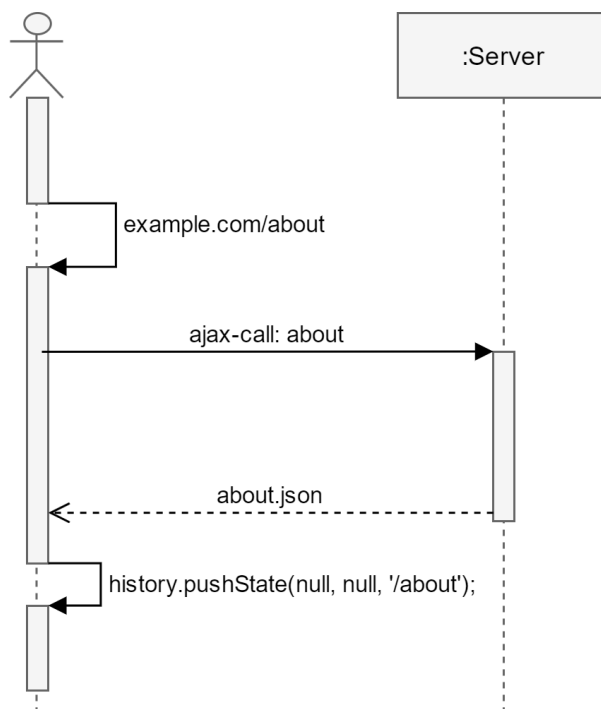 :Server
example.com/about
ajax-call: about
about.json
history.pushState(null, null, '/about');